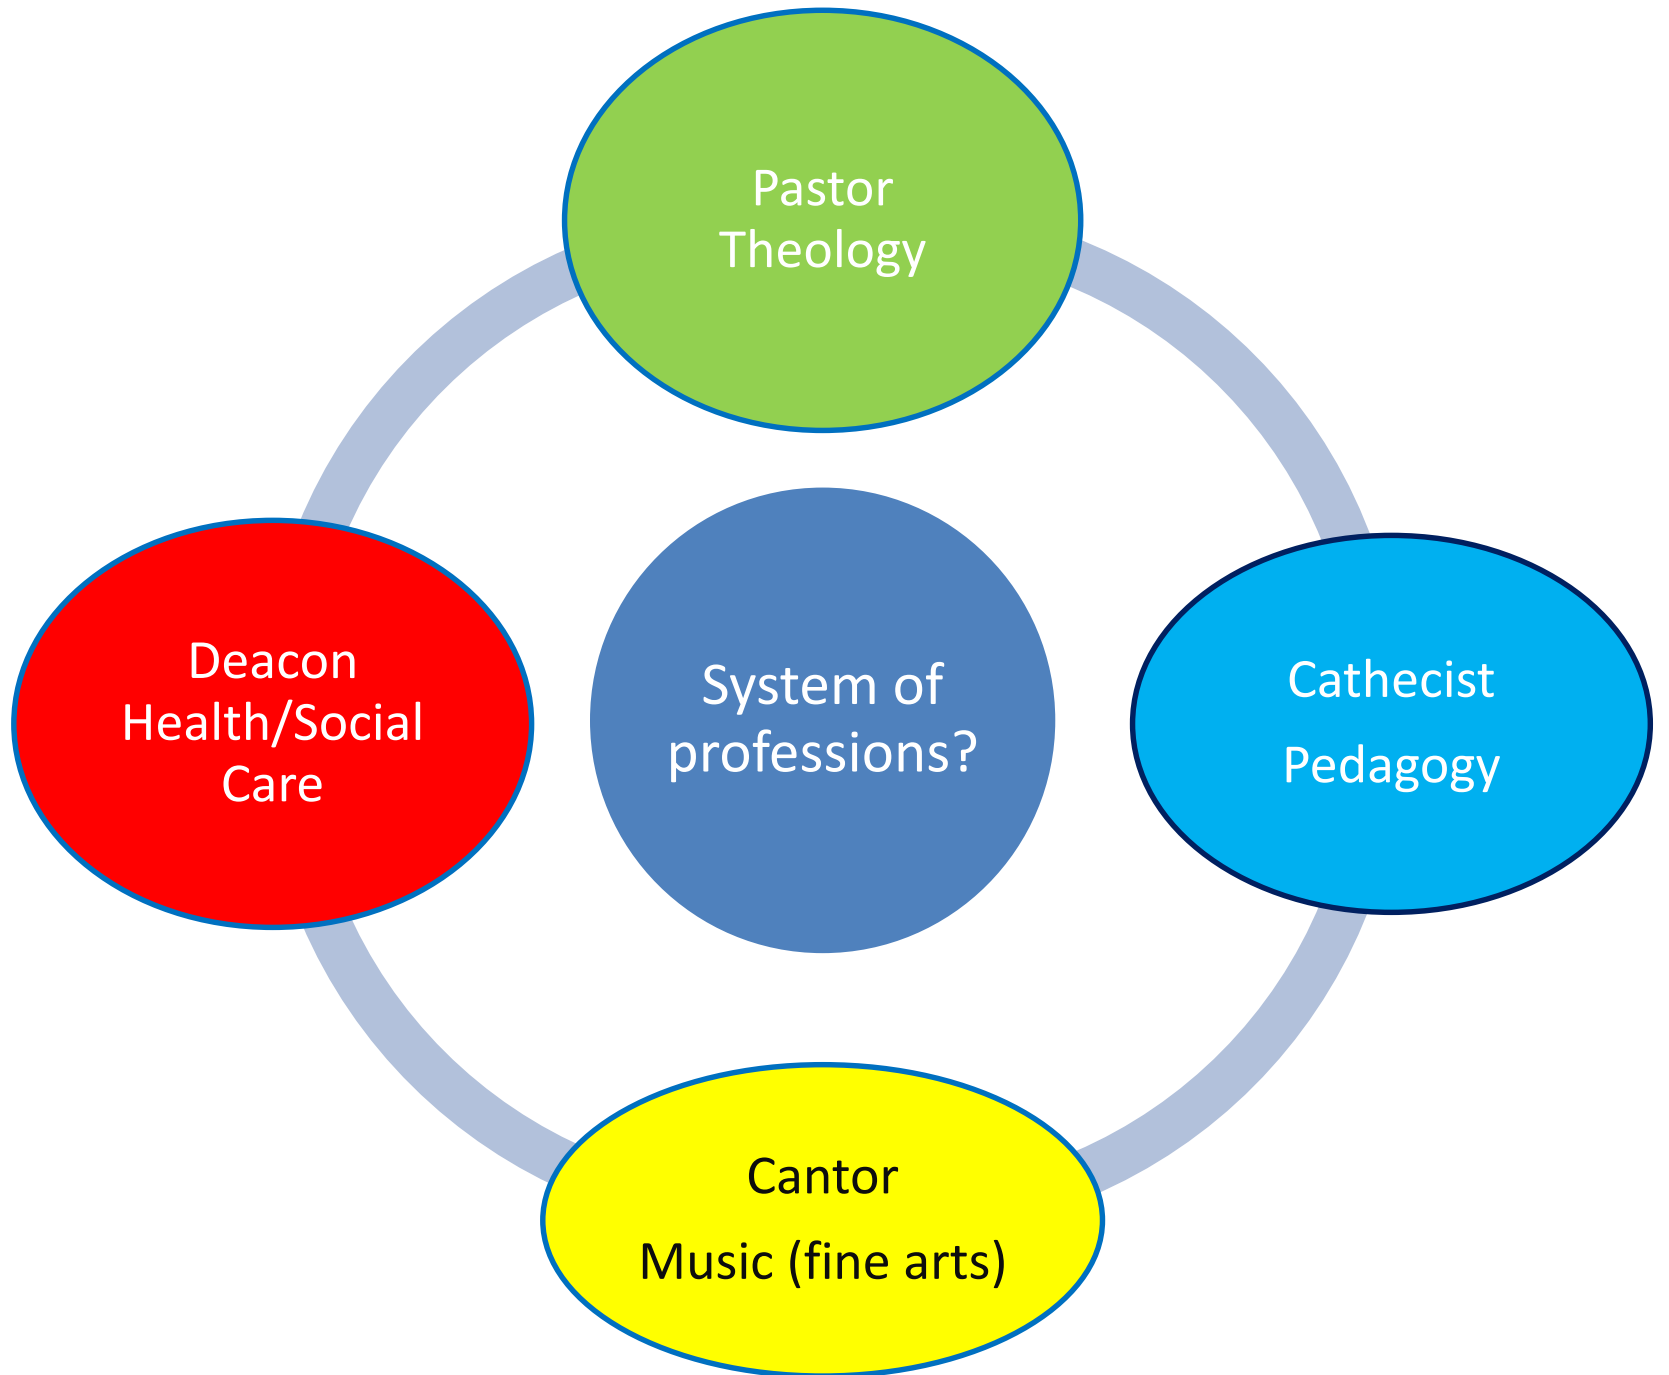 Pastor
Theology
Deacon
Health/Social
Care
System of
professions?
Cathecist
Pedagogy
Cantor
Music (fine arts)